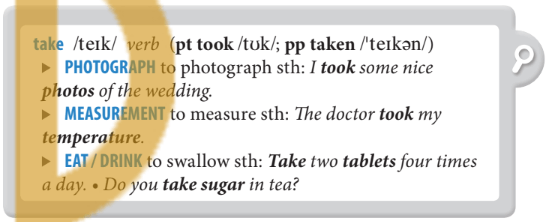 take /teɪk/ verb (pt took /tʊk/; pp taken /ˈteɪkən/)
▶ PHOTOGRAPH to photograph sth: I took some nice
photos of the wedding.
▶ MEASUREMENT to measure sth: The doctor took my
temperature.
▶ EAT / DRINK to swallow sth: Take two tablets four times
a day. • Do you take sugar in tea?